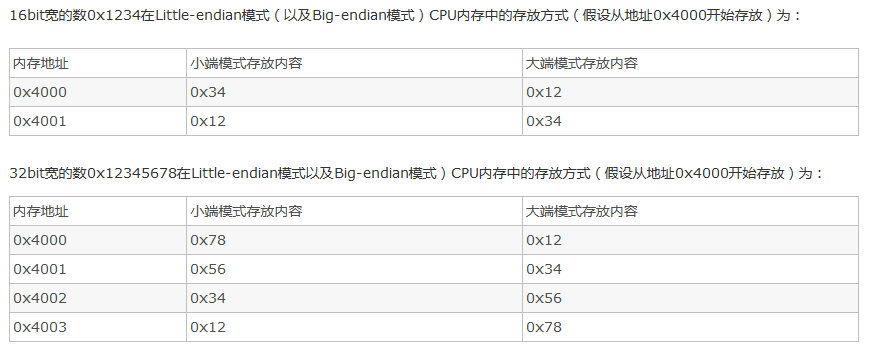 16bit宽的数0x1234在Little-endian模式（以及Big-endian模式）CPU内存中的存放方式（假设从地址0x4000开始存放）为：
内存地址 小端模式存放内容 大端模式存放内容
0x4000 0x34 0x12
0x4001 0x12 0x34
32bit宽的数0x12345678在Little-endian模式以及Big-endian模式）CPU内存中的存放方式（假设从地址0x4000开始存放）为：
内存地址 小端模式存放内容 大端模式存放内容
0x4000 0x78 0x12
0x4001 0x56 0x34
0x4002 0x34 0x56
0x4003 0x12 0x78